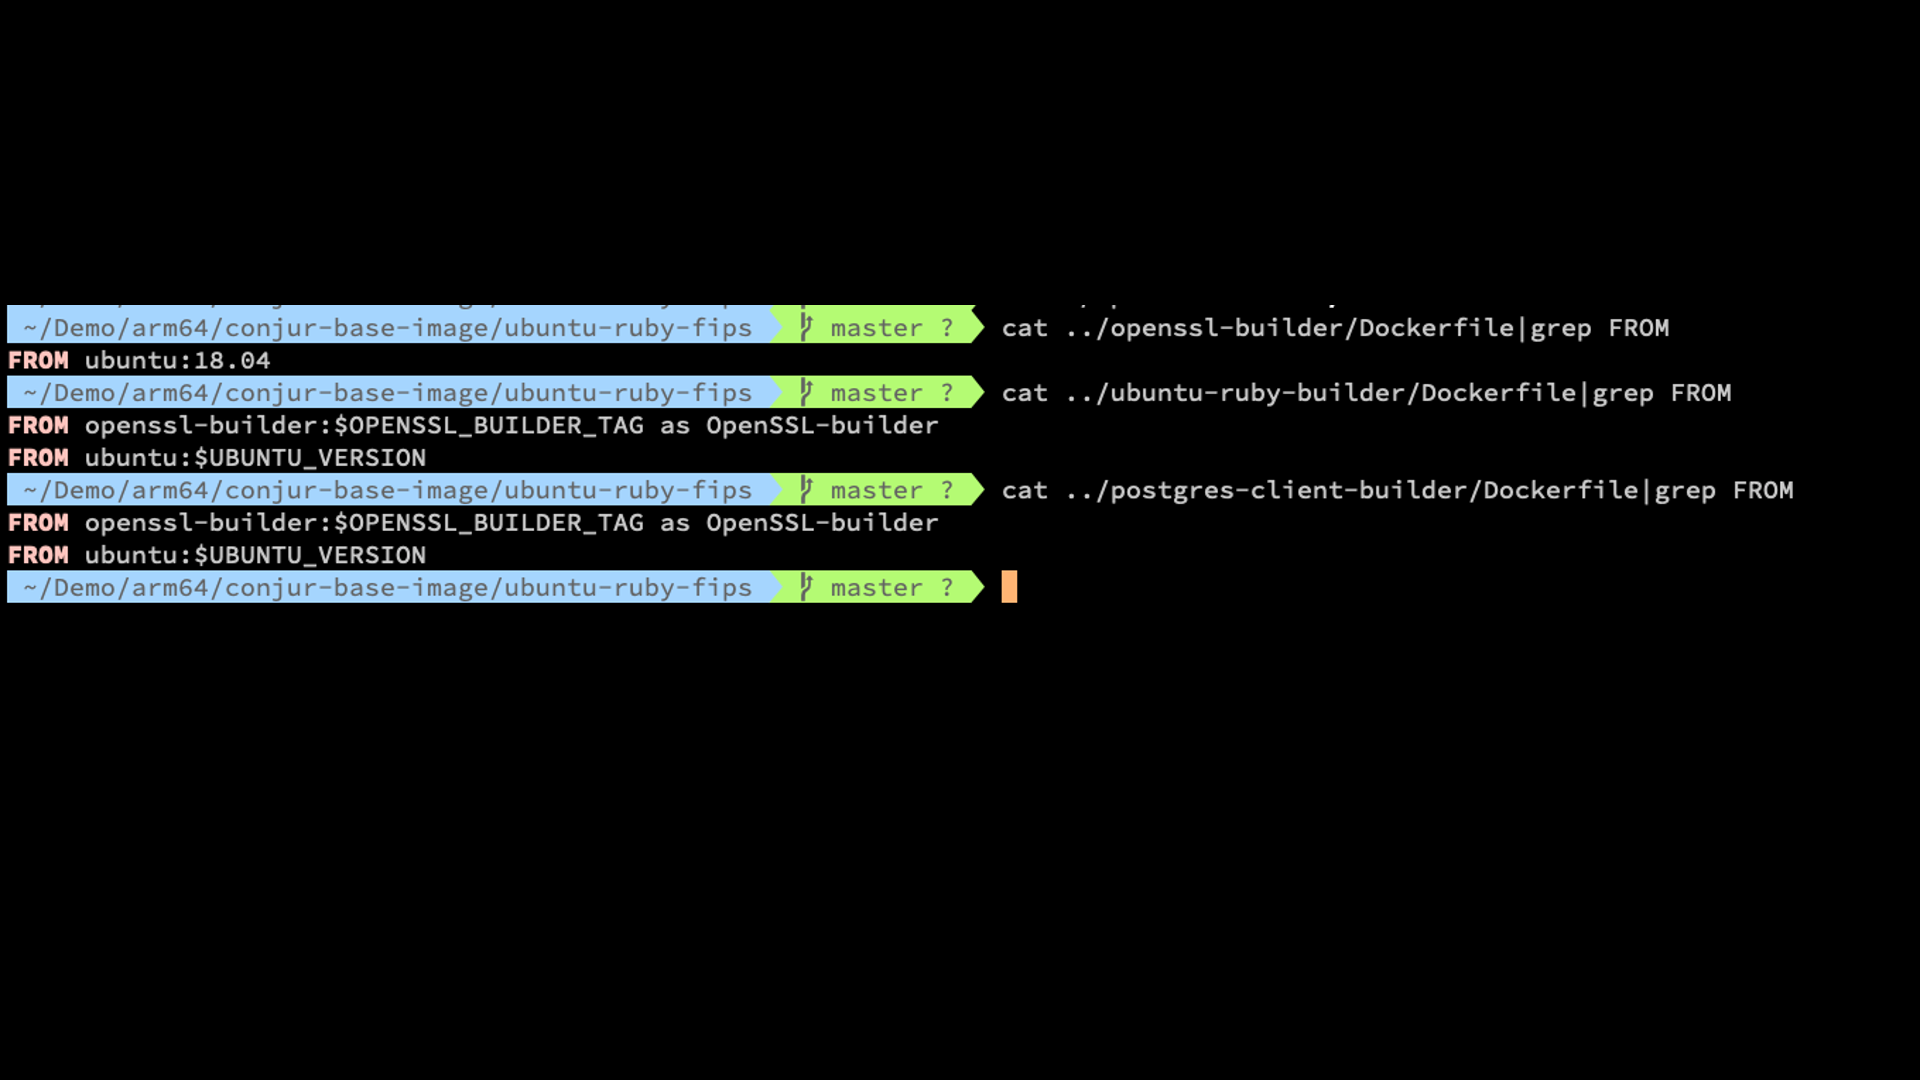 ~/Demo/arm64/conjur-base-image/ubuntu-ruby-fips master ? cat ../openssl-builder/Dockerfile|grep FROM
FROM ubuntu:18.04
~/Demo/arm64/conjur-base-image/ubuntu-ruby-fips master ? cat ../ubuntu-ruby-builder/Dockerfile|grep FROM
FROM openssl-builder:$OPENSSL_BUILDER_TAG as OpenSSL-builder
FROM ubuntu:$UBUNTU_VERSION
~/Demo/arm64/conjur-base-image/ubuntu-ruby-fips master ? cat ../postgres-client-builder/Dockerfile|grep FROM
FROM openssl-builder:$OPENSSL_BUILDER_TAG as OpenSSL-builder
FROM ubuntu:$UBUNTU_VERSION
~/Demo/arm64/conjur-base-image/ubuntu-ruby-fips master ?